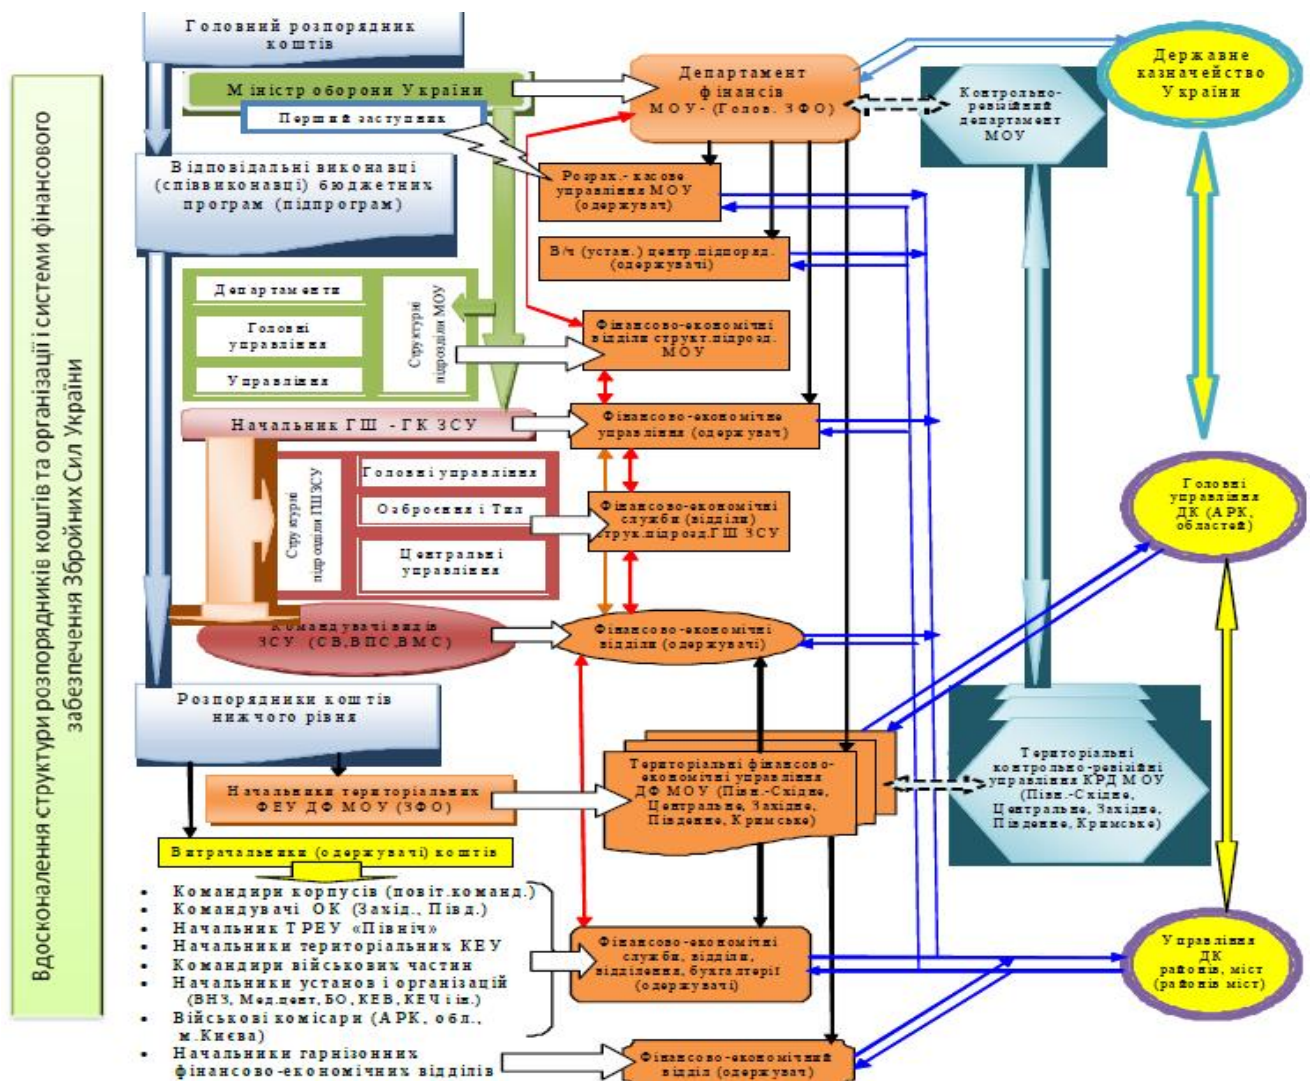 Вдосконалення структури розпорядників коштів та організації і системи фінансового
забезпечення Збройних Сил України
Головний розпорядник
коштів
Міністр оборони України
Перший заступник
Відповідальні виконавці
(співвиконавці) бюджетних
програм (підпрограм)
Департаменти
Головні
управління
Управління
Структурні
підрозділи МОУ
Начальник ГШ - ГК ЗСУ
Структурні
підрозділи ГШ ЗСУ
Головні управління
Озброєння і Тил
Центральні
управління
Командувачі видів
ЗСУ (СВ,ВПС,ВМС)
Розпорядники коштів
нижчого рівня
Начальники територіальних
ФЕУ ДФ МОУ (ЗФО)
Витрачальники (одержувачі) коштів
• Командири корпусів (повіт.команд.)
• Командувачі ОК (Захід., Півд.)
• Начальник ТРЕУ «Північ»
• Начальники територіальних КЕУ
• Командири військових частин
• Начальники установ і організацій
(ВНЗ, Мед.цент, БО, КЕВ, КЕЧ і ін.)
• Військові комісари (АРК, обл.,
м.Києва)
• Начальники гарнізонних
фінансово-економічних відділів
Департамент
фінансів
МОУ- (Голов. ЗФО)
Розрах.- касове
управління МОУ
(одержувач)
В/ч (устан.) центр.підпоряд.
(одержувачі)
Фінансово-економічні
відділи структ.підрозд.
МОУ
Фінансово-економічне
управління (одержувач)
Фінансово-економічні
служби (відділи)
струк.підрозд.ГШ ЗСУ
Фінансово-економічні
відділи (одержувачі)
Територіальні фінансово-
економічні управління
ДФ МОУ (Півн.-Східне,
Центральне, Західне,
Південне, Кримське)
Фінансово-економічні
служби, відділи,
відділення, бухгалтерії
(одержувачі)
Фінансово-економічний
відділ (одержувач)
Контрольно-
ревізійний
департамент
МОУ
Територіальні
контрольно-ревізійні
управління КРД МОУ
(Півн.-Східне,
Центральне, Західне,
Південне, Кримське)
Державне
казначейство
України
Головні
управління
ДК (АРК,
областей)
Управління
ДК
районів, міст
(районів міст)